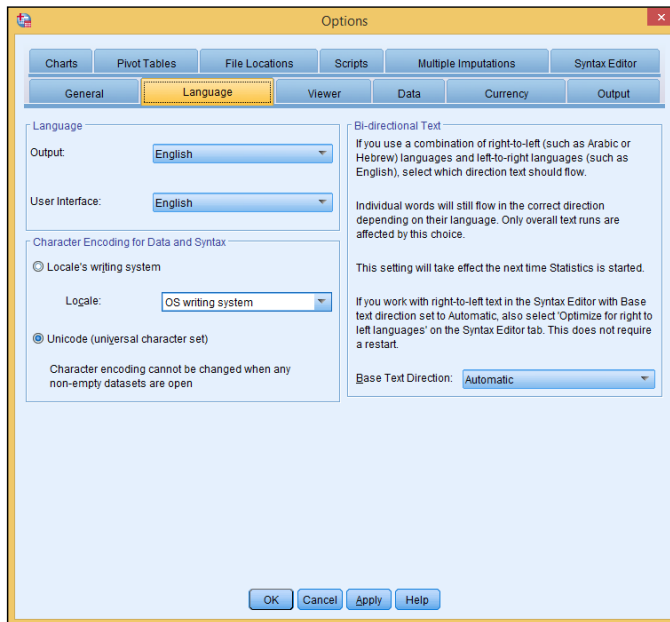 Options
Charts
Pivot Tables
File Locations
Scripts
Multiple Imputations
Syntax Editor
General
Language
Viewer
Data
Currency
Output
Language
Output:
English
User Interface:
English
Character Encoding for Data and Syntax
Locale's writing system
Locale:
OS writing system
Unicode (universal character set)
Character encoding cannot be changed when any
non-empty datasets are open
Bi-directional Text
If you use a combination of right-to-left (such as Arabic or
Hebrew) languages and left-to-right languages (such as
English), select which direction text should flow.
Individual words will still flow in the correct direction
depending on their language. Only overall text runs are
affected by this choice.
This setting will take effect the next time Statistics is started.
If you work with right-to-left text in the Syntax Editor with Base
text direction set to Automatic, also select 'Optimize for right to
left languages' on the Syntax Editor tab. This does not require
a restart.
Base Text Direction:
Automatic
OK
Cancel
Apply
Help